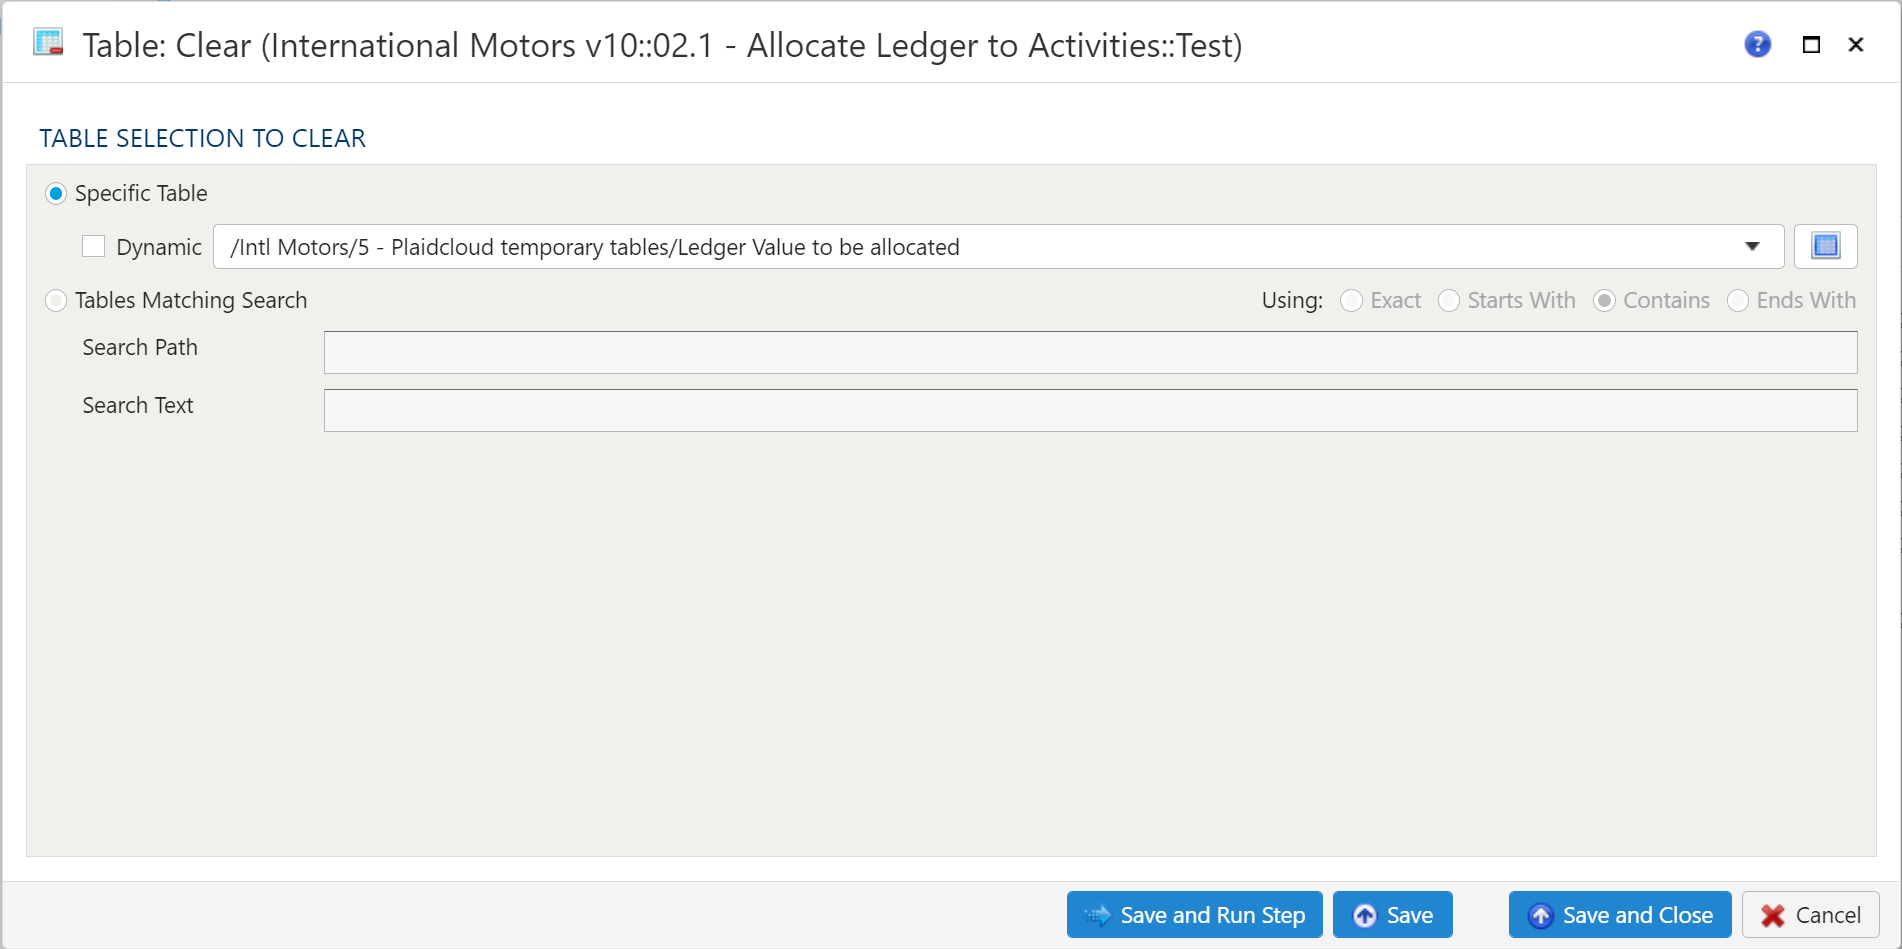 Table: Clear (International Motors v10::02.1 - Allocate Ledger to Activities::Test)
?
TABLE SELECTION TO CLEAR
Specific Table
Dynamic /Intl Motors/5 - Plaidcloud temporary tables/Ledger Value to be allocated
Tables Matching Search Using: Exact Starts With Contains Ends With
Search Path
Search Text
Save and Run Step Save Save and Close Cancel